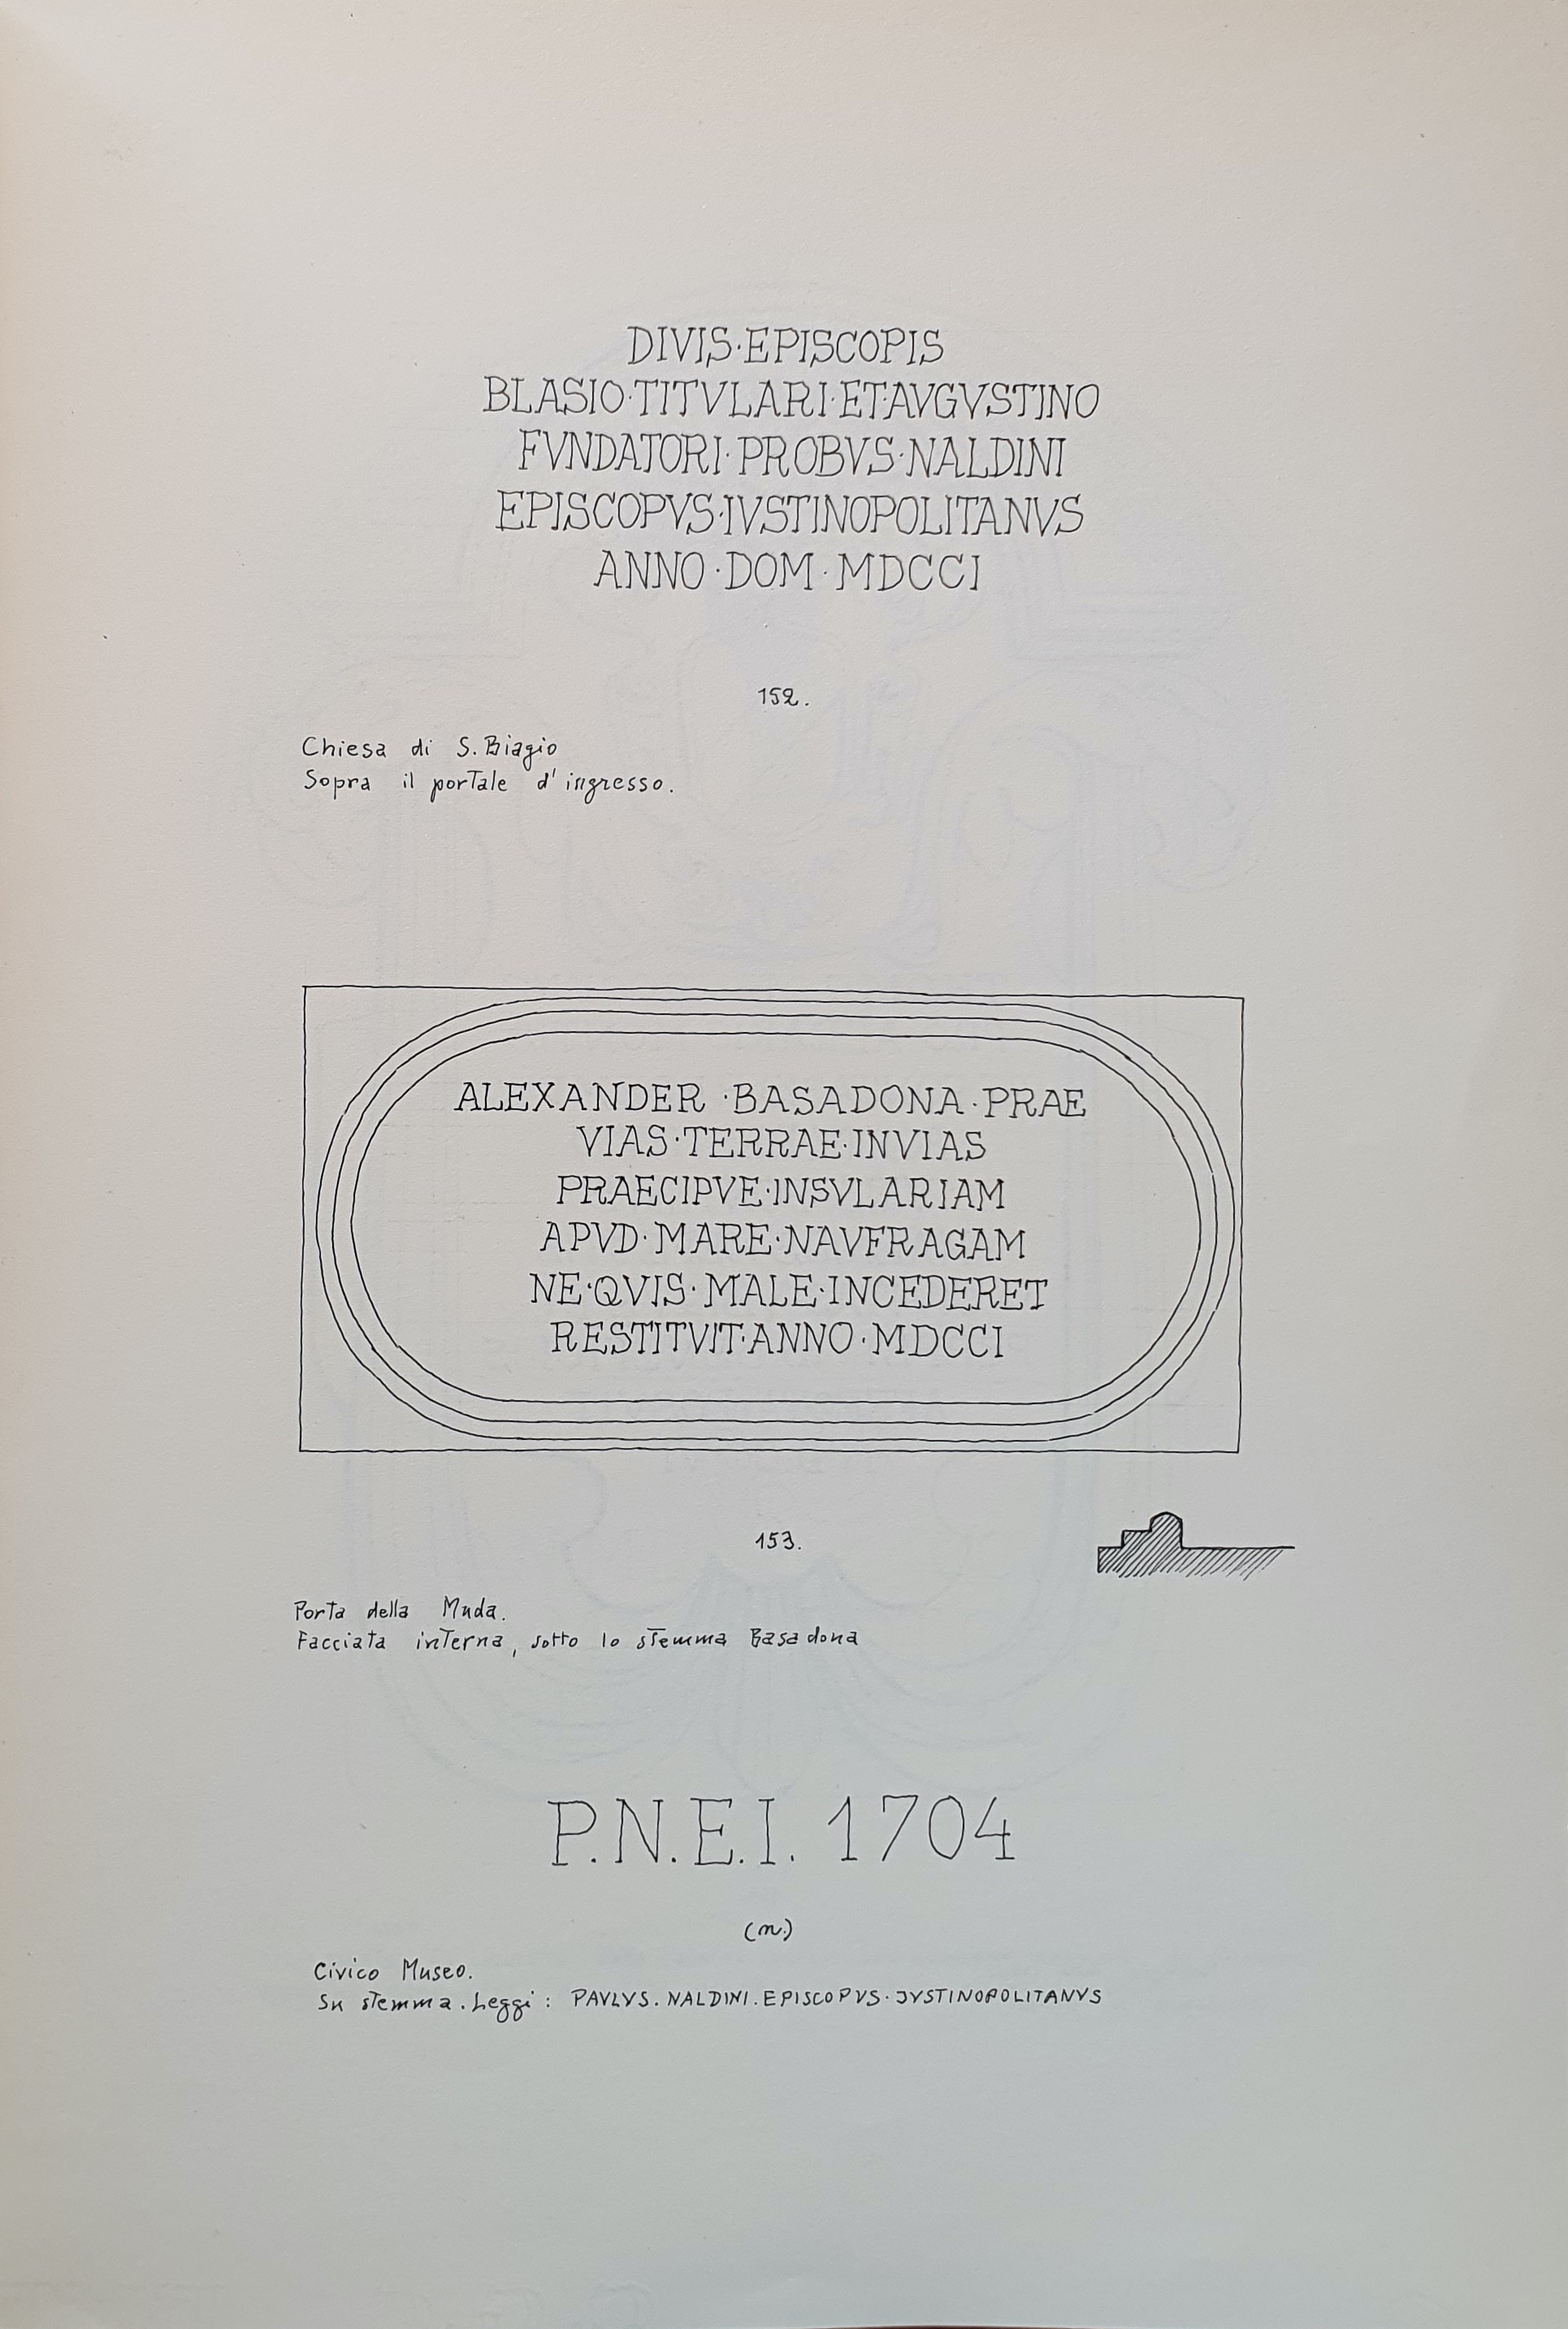 DIVIS·EPISCOPIS
BLASIO·TITVLARI·ET·AVGVSTINO
FVNDATORI·PROBVS·NALDINI
EPISCOPVS·IVSTINOPOLITANVS
ANNO·DOM·MDCCI
152.
Chiesa di S. Biagio
Sopra il portale d'ingresso.
ALEXANDER·BASADONA·PRAE
VIAS·TERRAE·INVIAS
PRAECIPVE·INSVLARIAM
APVD·MARE·NAVFRAGAM
NE·QVIS·MALE·INCEDERET
RESTITVIT·ANNO·MDCCI
153.
Porta della Muda.
Facciata interna, sotto lo stemma Basadona
P.N.E.I. 1704
(n.)
Civico Museo.
Su stemma. Leggi: PAVLVS. NALDINI. EPISCOPVS. JVSTINOPOLITANVS